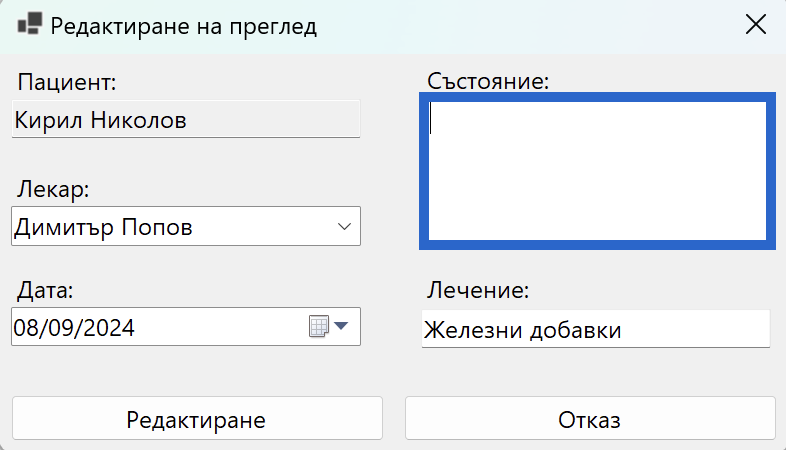 Редактиране на преглед
Пациент:
Кирил Николов
Лекар:
Димитър Попов
Дата:
08/09/2024
Състояние:
Лечение:
Железни добавки
Редактиране
Отказ